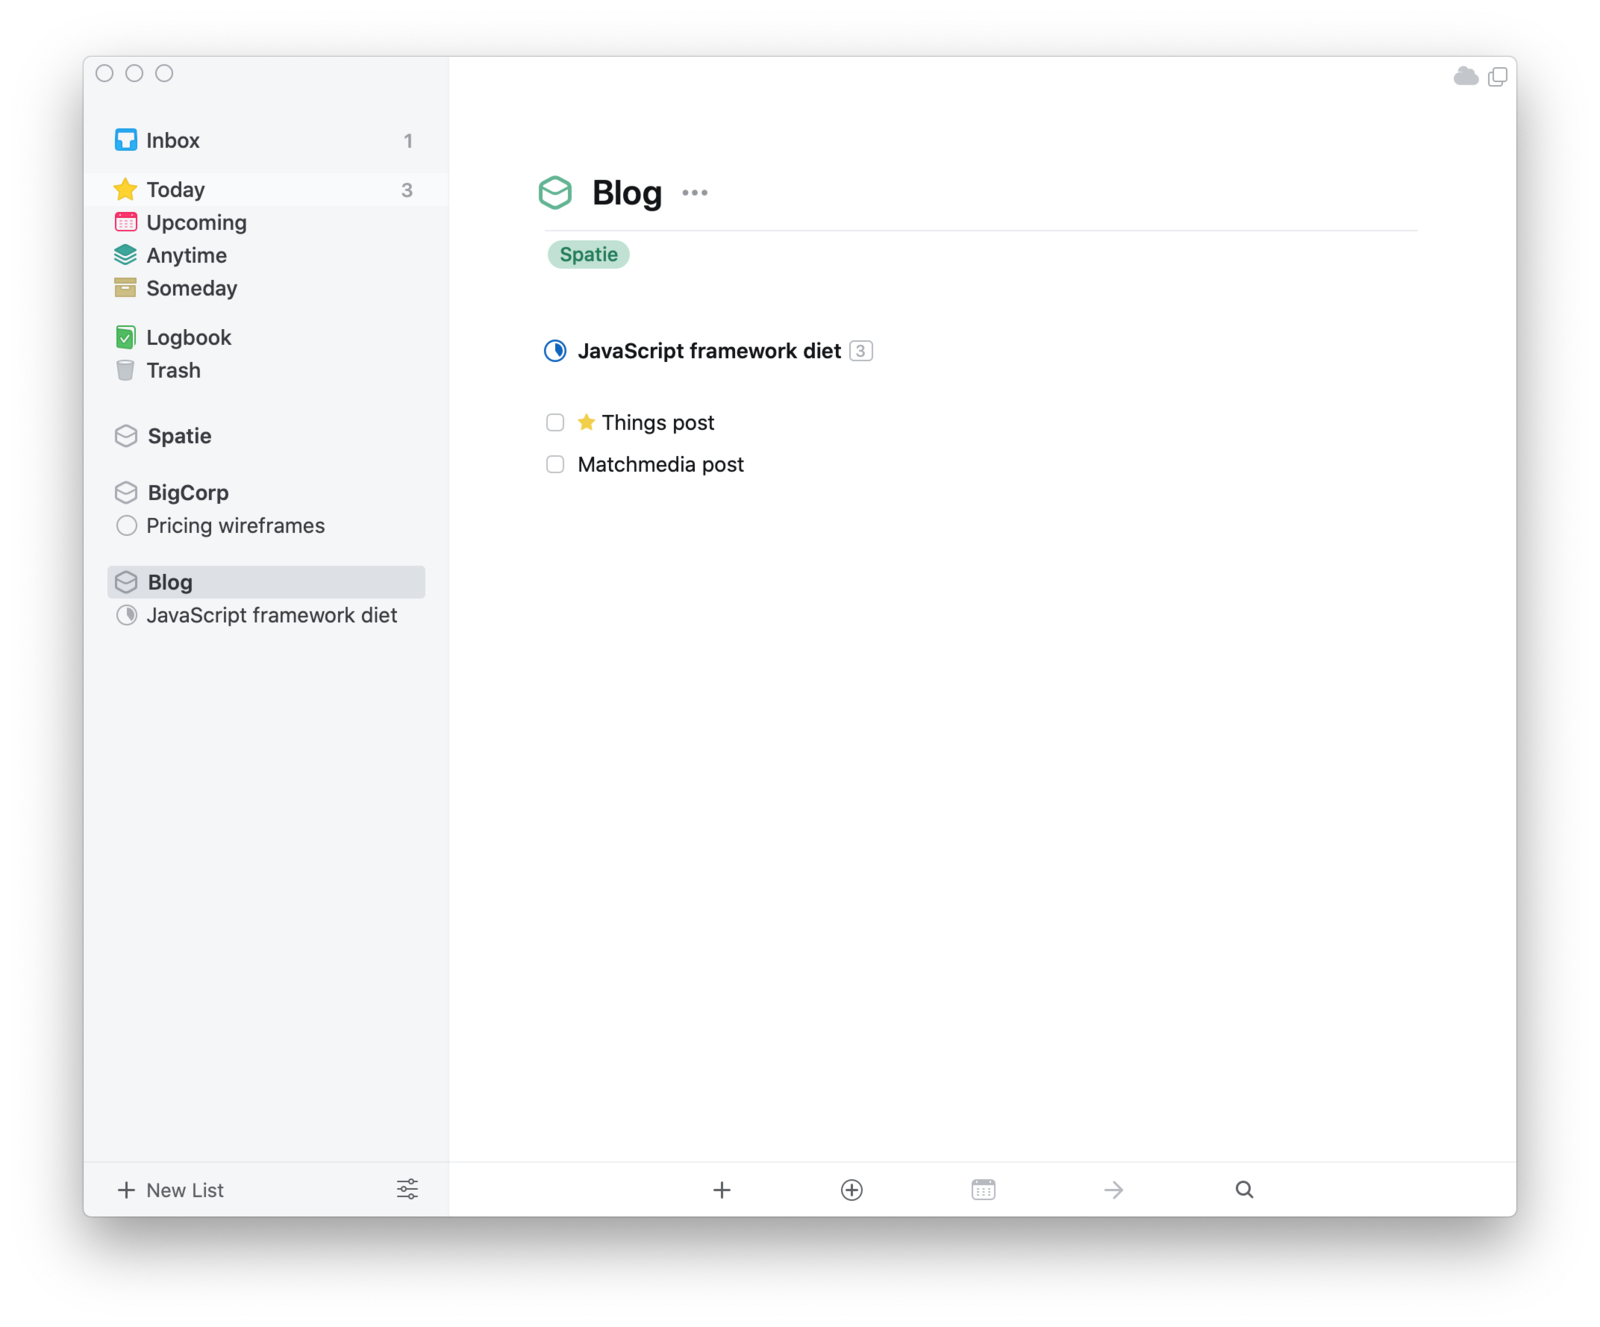 Inbox 1
Today 3
Upcoming
Anytime
Someday
Logbook
Trash
Spatie
BigCorp
Pricing wireframes
Blog
JavaScript framework diet
New List
Blog
Spatie
JavaScript framework diet 3
Things post
Matchmedia post